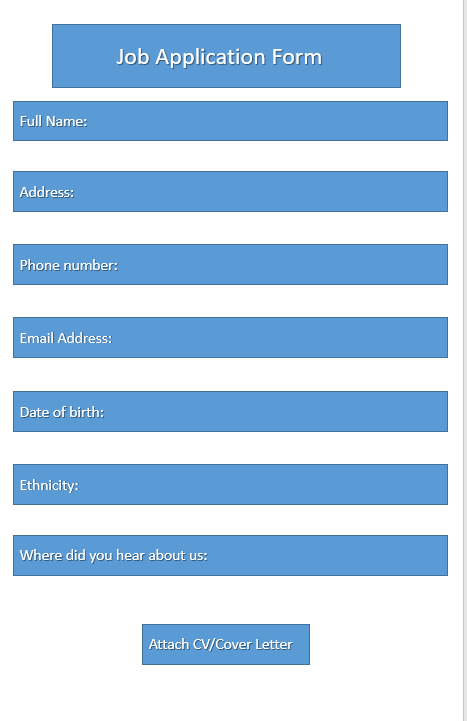 Job Application Form
Full Name:
Address:
Phone number:
Email Address:
Date of birth:
Ethnicity:
Where did you hear about us:
Attach CV/Cover Letter